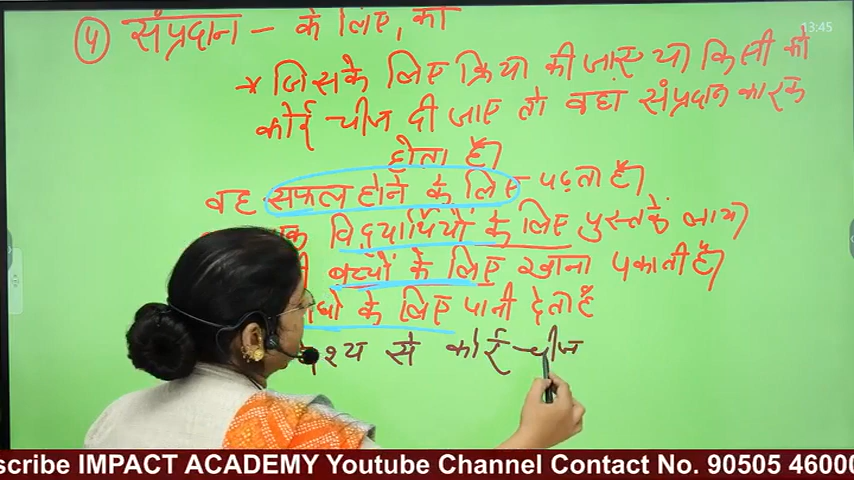 13:45
(4) संप्रदान - के लिए, को
* जिसके लिए क्रिया की जाए या किसी को
कोई चीज दी जाए तो वहां संप्रदान कारक
होता है।
वह सफल होने के लिए पढ़ता है।
विद्यार्थियों के लिए पुस्तकें लाया
बच्चों के लिए खाना पकाती है।
के लिए पानी देता है
से कोई चीज
scribe IMPACT ACADEMY Youtube Channel Contact No. 90505 46000